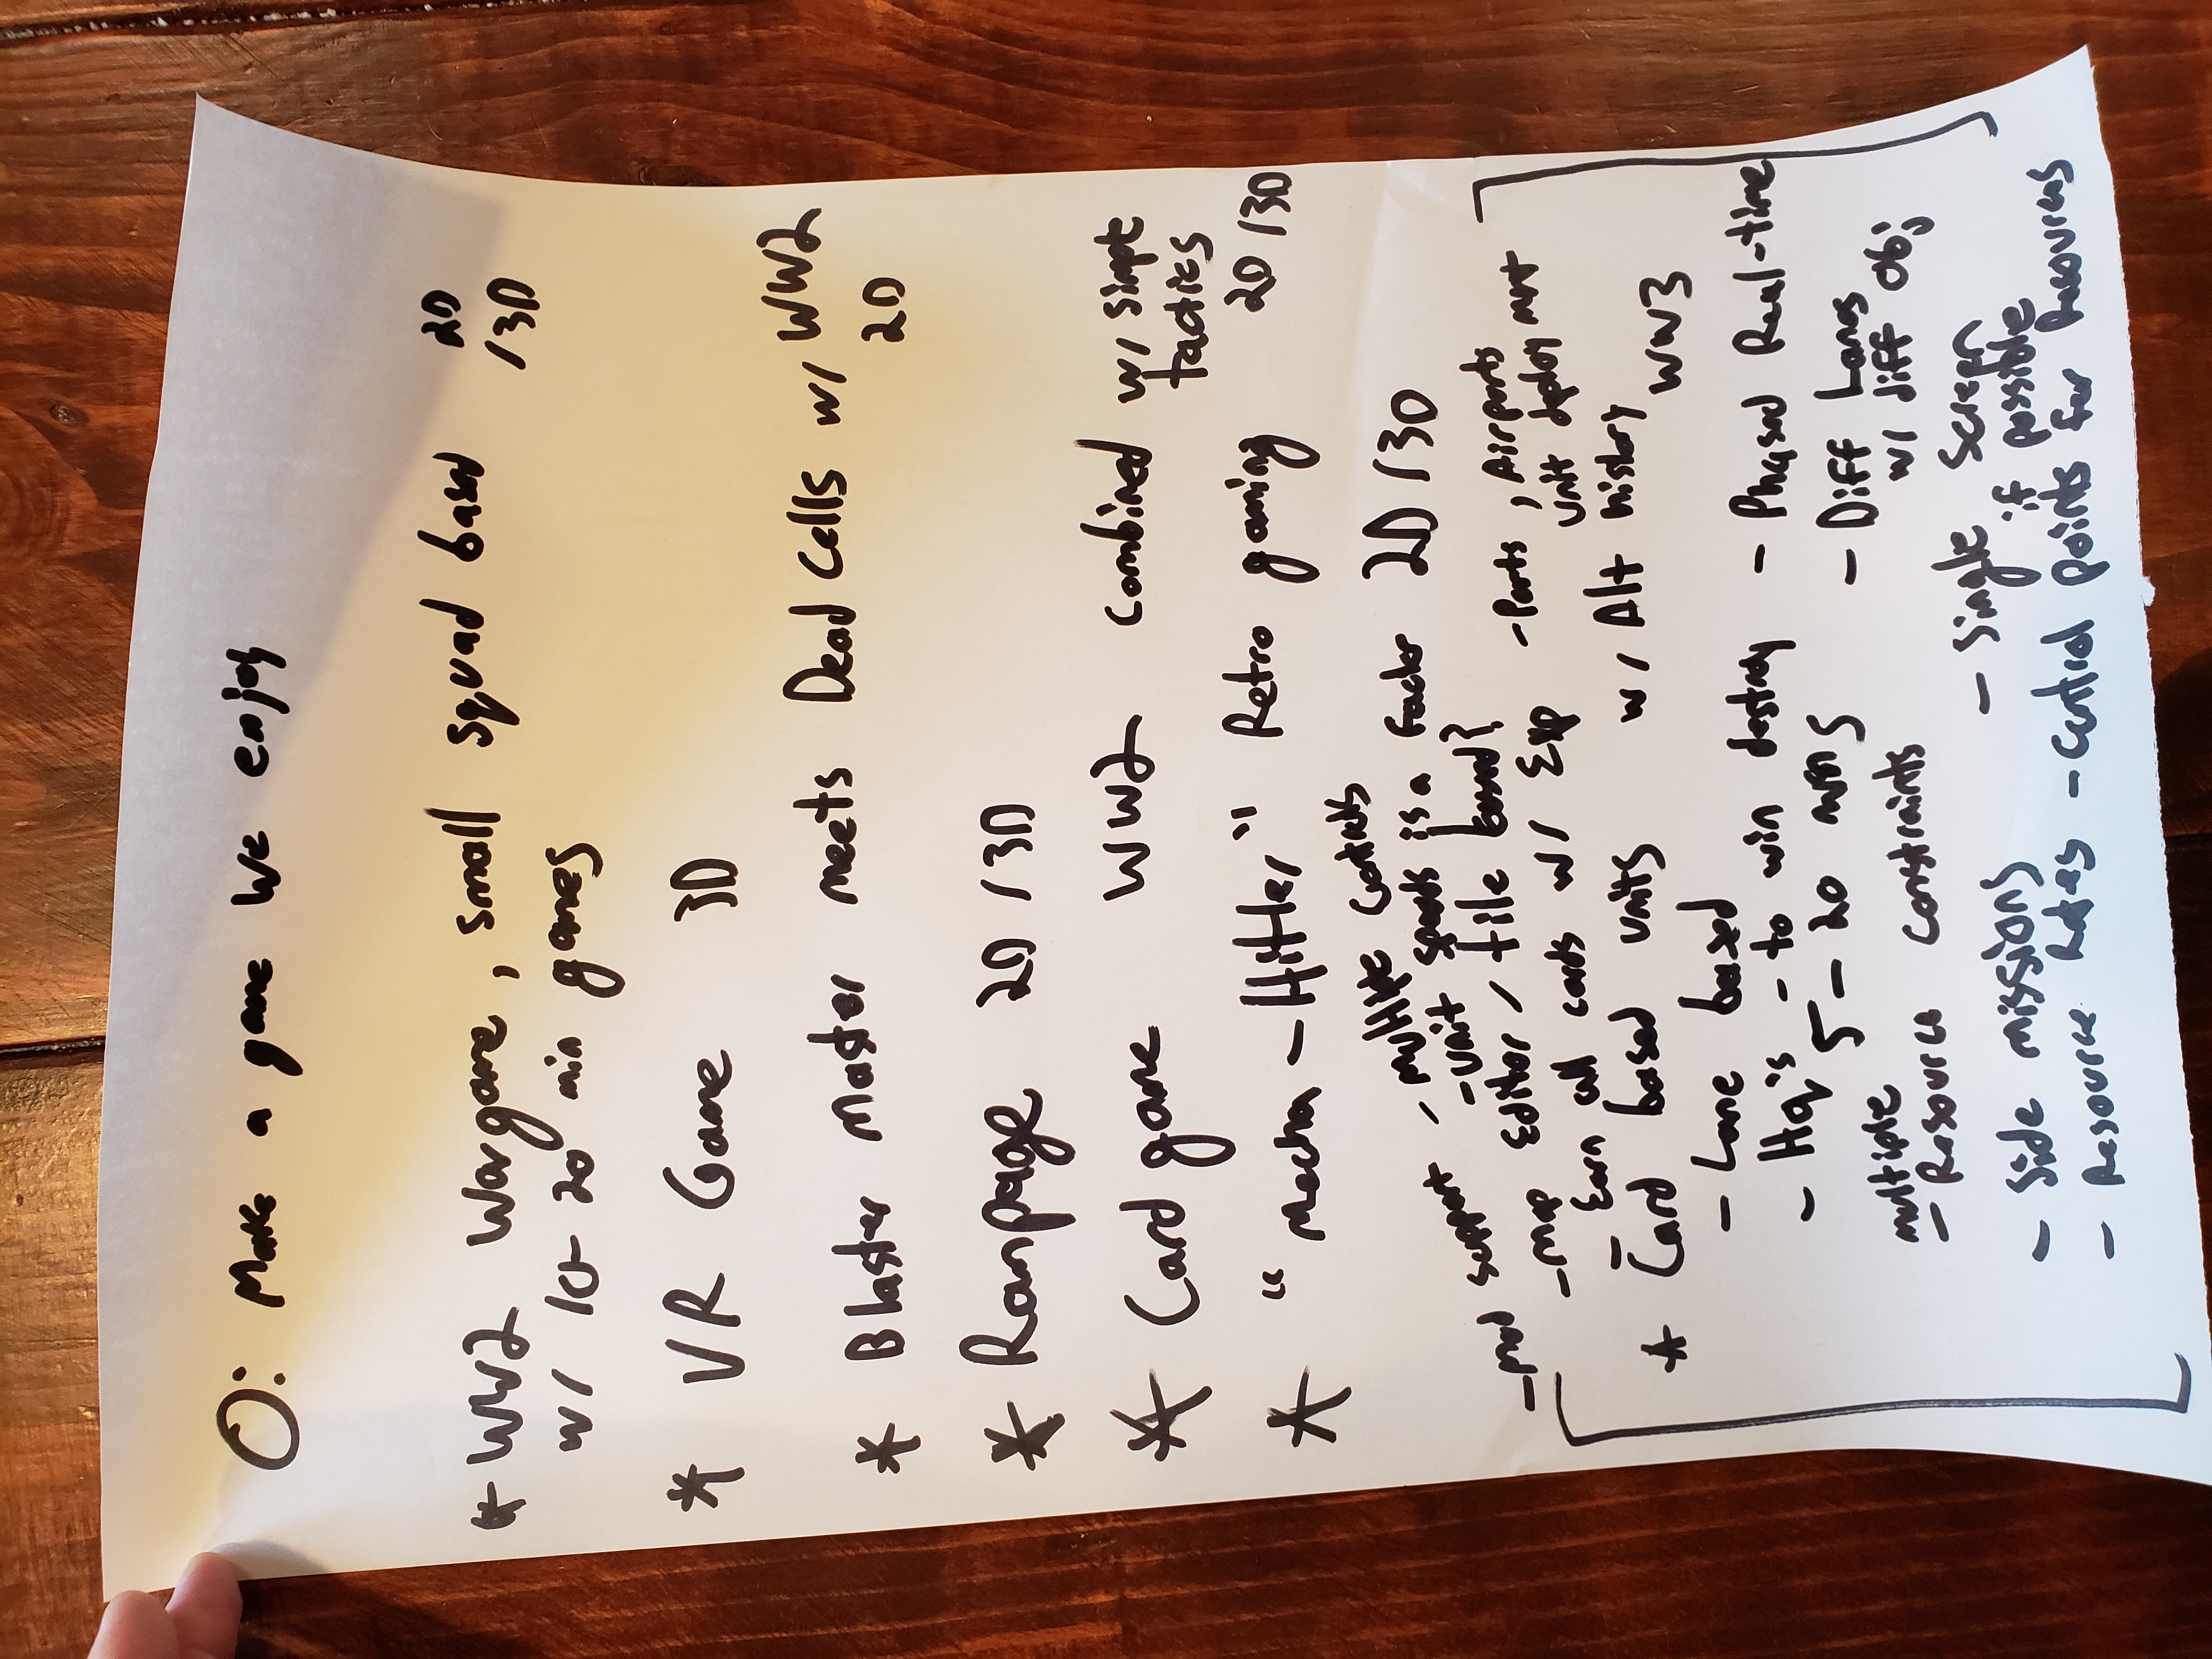 O: Make a game we enjoy
* WW2 Wargame, small squad based 2D
/3D
w/ 10-20 min games
* VR Game 3D
* Blaster Master meets Dead Cells w/ WW2
2D
* Rampage 2D / 3D
* Card game WW2 combined w/ simple
tactics
* "Mecha-Hitler" Retro gaming 2D /3D
- Mod support - multiple controls
- unit speeds is a factor 2D /3D
- Map Editor / tile based?
- Earn call cards w/ Exp - Ports, Airports
unit deployment
* Card based units w/ Alt history
WW3
- Lane based
- HQ's - to win destroy - Phased Real-time
5 - 20 mins - Diff Lanes
w/ diff Obj
multiple
- Resource constraints
- Single Screen
if possible
- Side missions
- Resource Rates - Control points for Resources